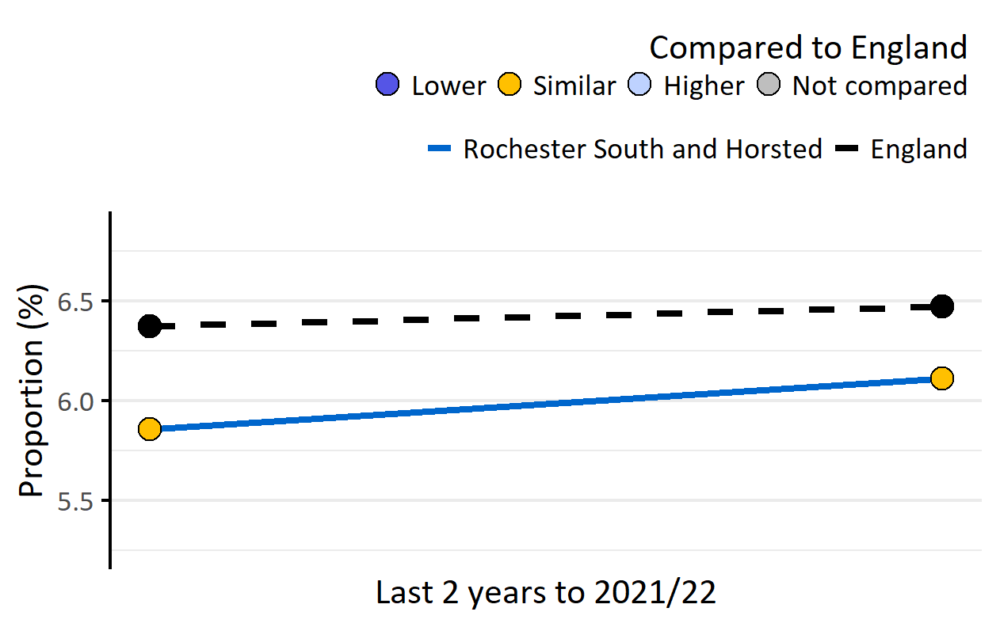 Compared to England
Lower Similar Higher Not compared
Rochester South and Horsted England
Proportion (%)
6.5
6.0
5.5
Last 2 years to 2021/22